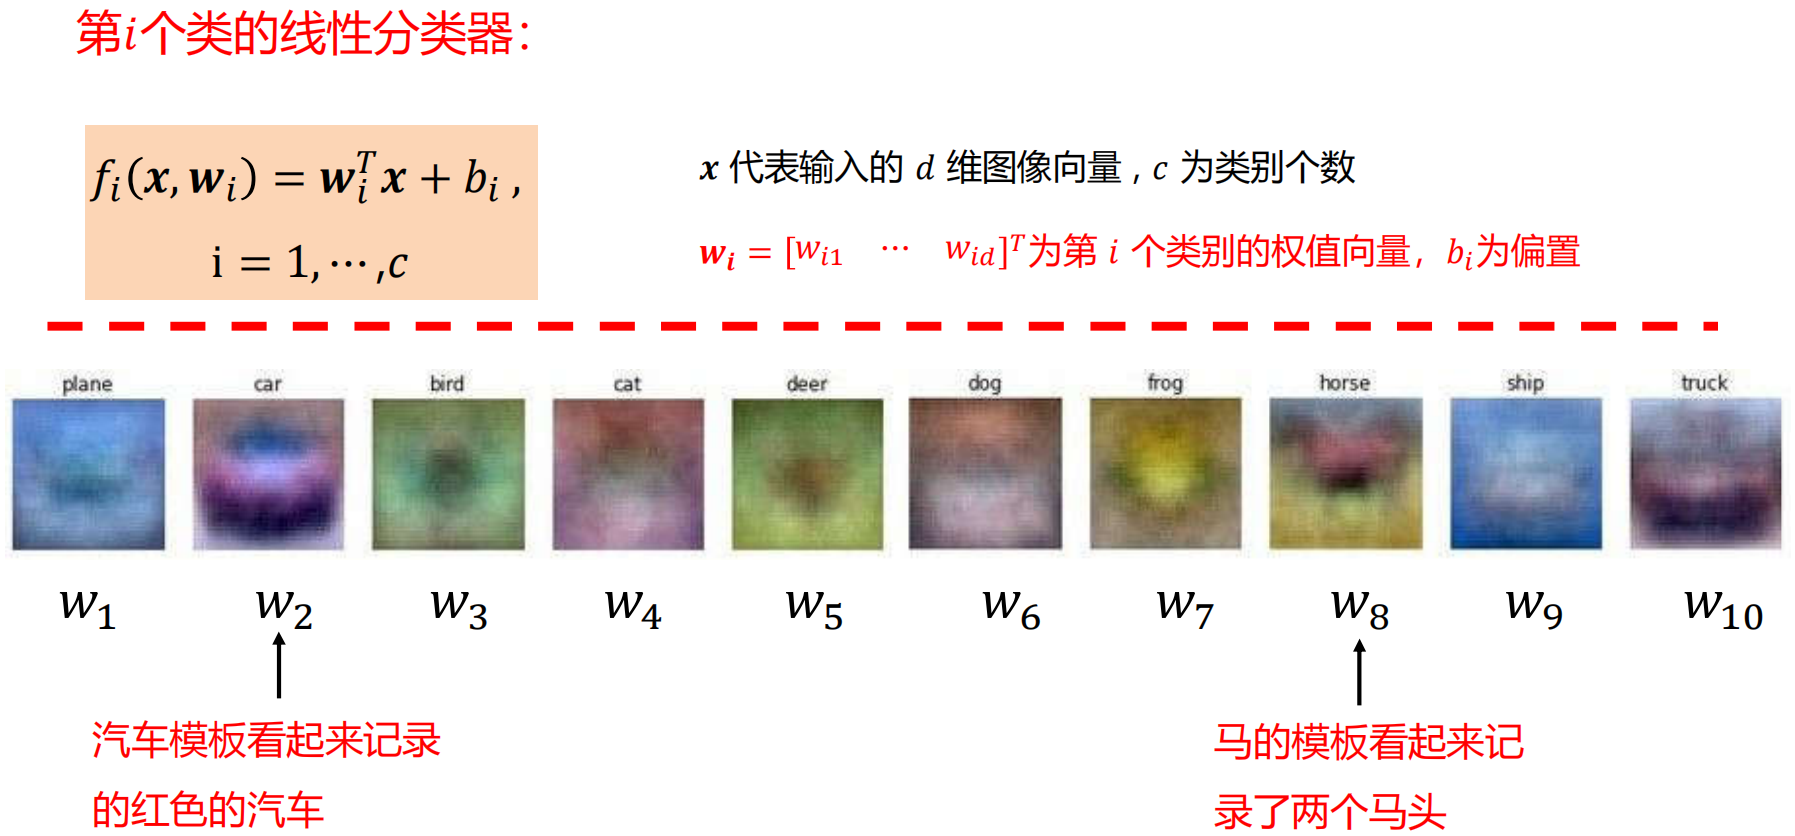 第i个类的线性分类器：
fᵢ(x, wᵢ) = wᵢᵀx + bᵢ ,
i = 1,⋯,c
x 代表输入的 d 维图像向量 , c 为类别个数
wᵢ = [wᵢ₁ ⋯ w_{id}]ᵀ为第 i 个类别的权值向量，bᵢ为偏置
plane car bird cat deer dog frog horse ship truck
w₁ w₂ w₃ w₄ w₅ w₆ w₇ w₈ w₉ w₁₀
汽车模板看起来记录
的红色的汽车
马的模板看起来记
录了两个马头